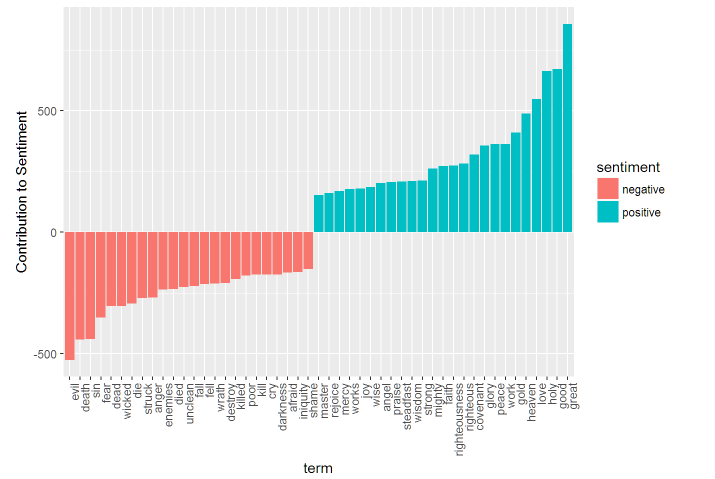 Contribution to Sentiment
500
0
-500
evil
death
sin
fear
dead
wicked
die
struck
anger
enemies
died
unclean
fall
fell
wrath
destroy
killed
poor
kill
cry
darkness
afraid
iniquity
shame
master
rejoice
mercy
works
joy
wise
angel
praise
steadfast
wisdom
strong
mighty
faith
righteousness
righteous
covenant
glory
peace
work
gold
heaven
love
holy
good
great
term
sentiment
negative
positive